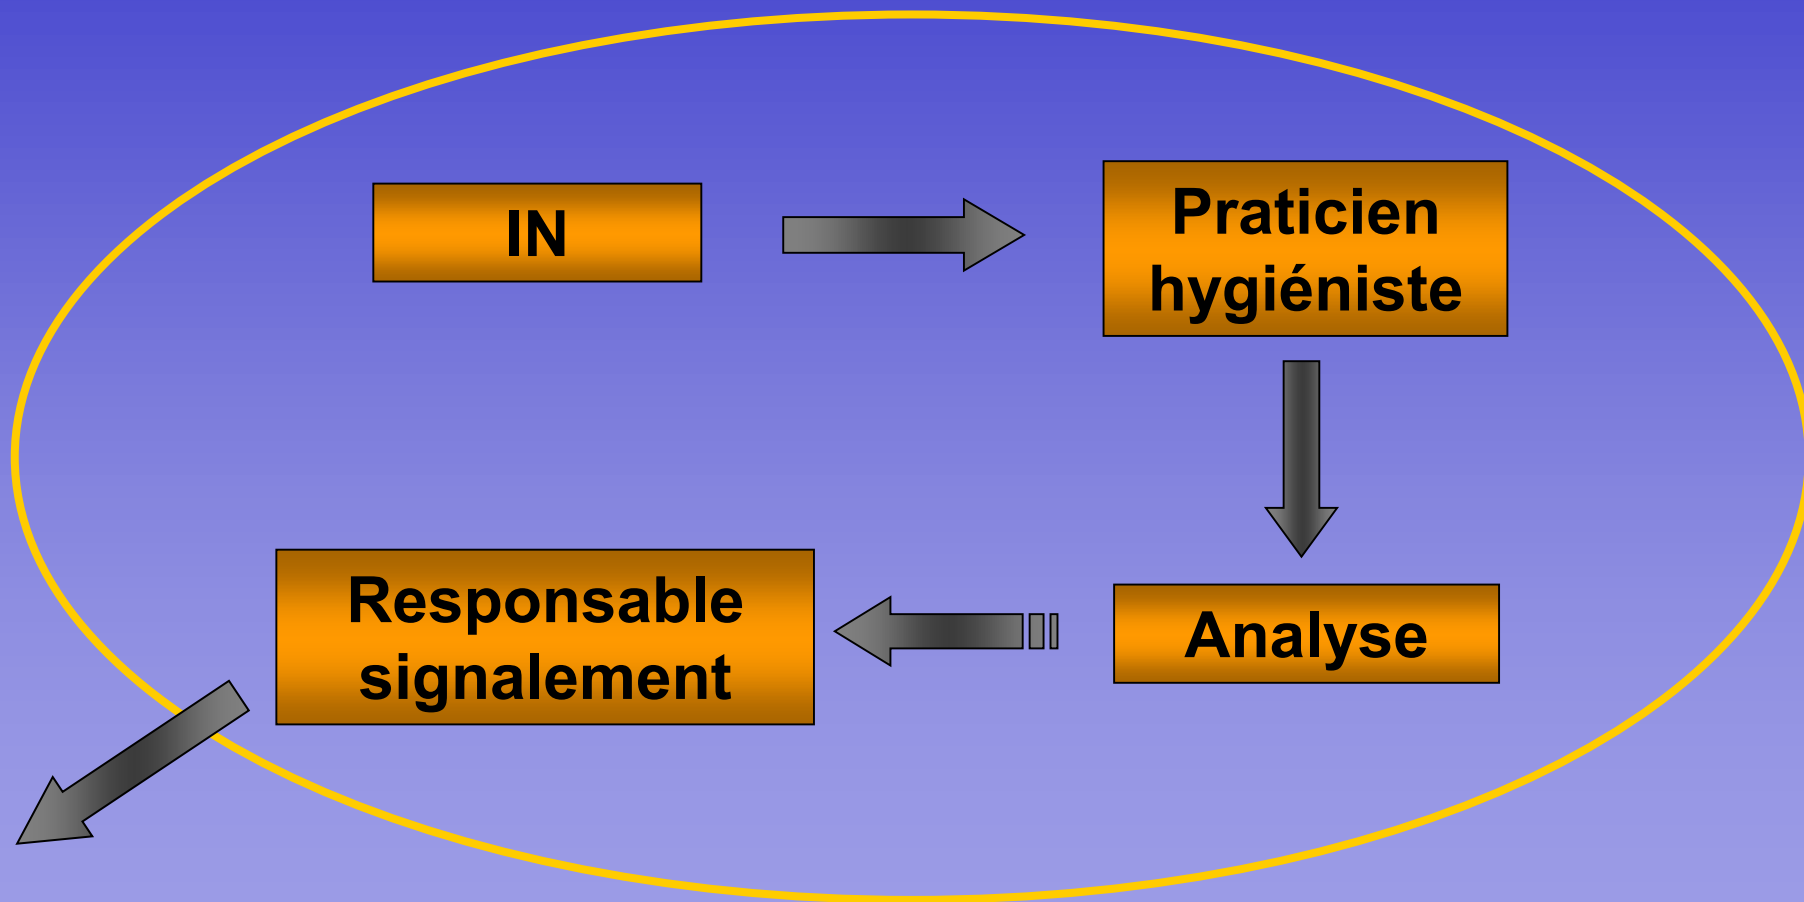 IN
Praticien
hygiéniste
Responsable
signalement
Analyse